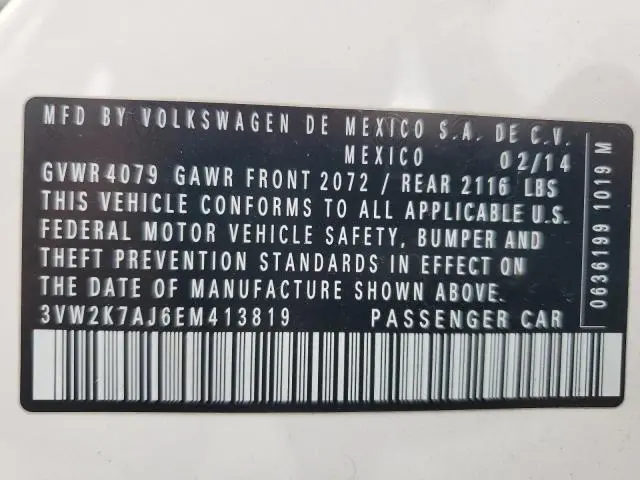 MFD BY VOLKSWAGEN DE MEXICO S.A. DE C.V.
MEXICO 02/14
GVWR 4079 GAWR FRONT 2072 / REAR 2116 LBS
THIS VEHICLE CONFORMS TO ALL APPLICABLE U.S.
FEDERAL MOTOR VEHICLE SAFETY, BUMPER AND
THEFT PREVENTION STANDARDS IN EFFECT ON
THE DATE OF MANUFACTURE SHOWN ABOVE.
3VW2K7AJ6EM413819 PASSENGER CAR
0636199 1019 M